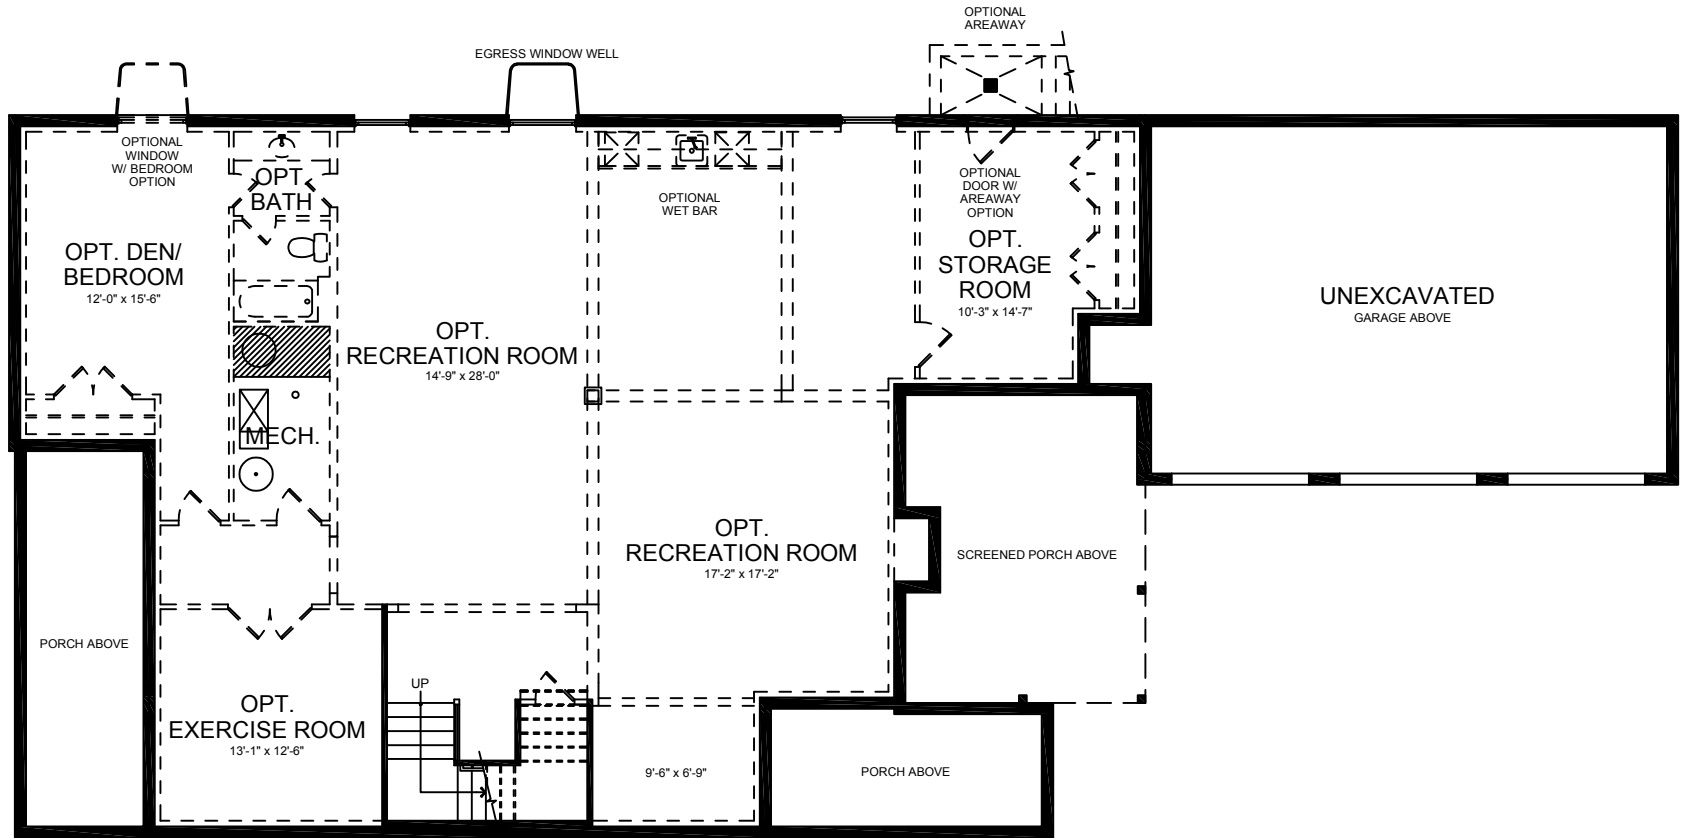 OPTIONAL
AREAWAY
EGRESS WINDOW WELL
OPTIONAL
WINDOW
W/ BEDROOM
OPTION
OPT.
BATH
OPTIONAL
WET BAR
OPTIONAL
DOOR W/
AREAWAY
OPTION
OPT. DEN/
BEDROOM
12'-0" x 15'-6"
OPT.
STORAGE
ROOM
10'-3" x 14'-7"
UNEXCAVATED
GARAGE ABOVE
OPT.
RECREATION ROOM
14'-9" x 28'-0"
MECH.
OPT.
RECREATION ROOM
17'-2" x 17'-2"
SCREENED PORCH ABOVE
PORCH ABOVE
UP
OPT.
EXERCISE ROOM
13'-1" x 12'-6"
9'-6" x 6'-9"
PORCH ABOVE